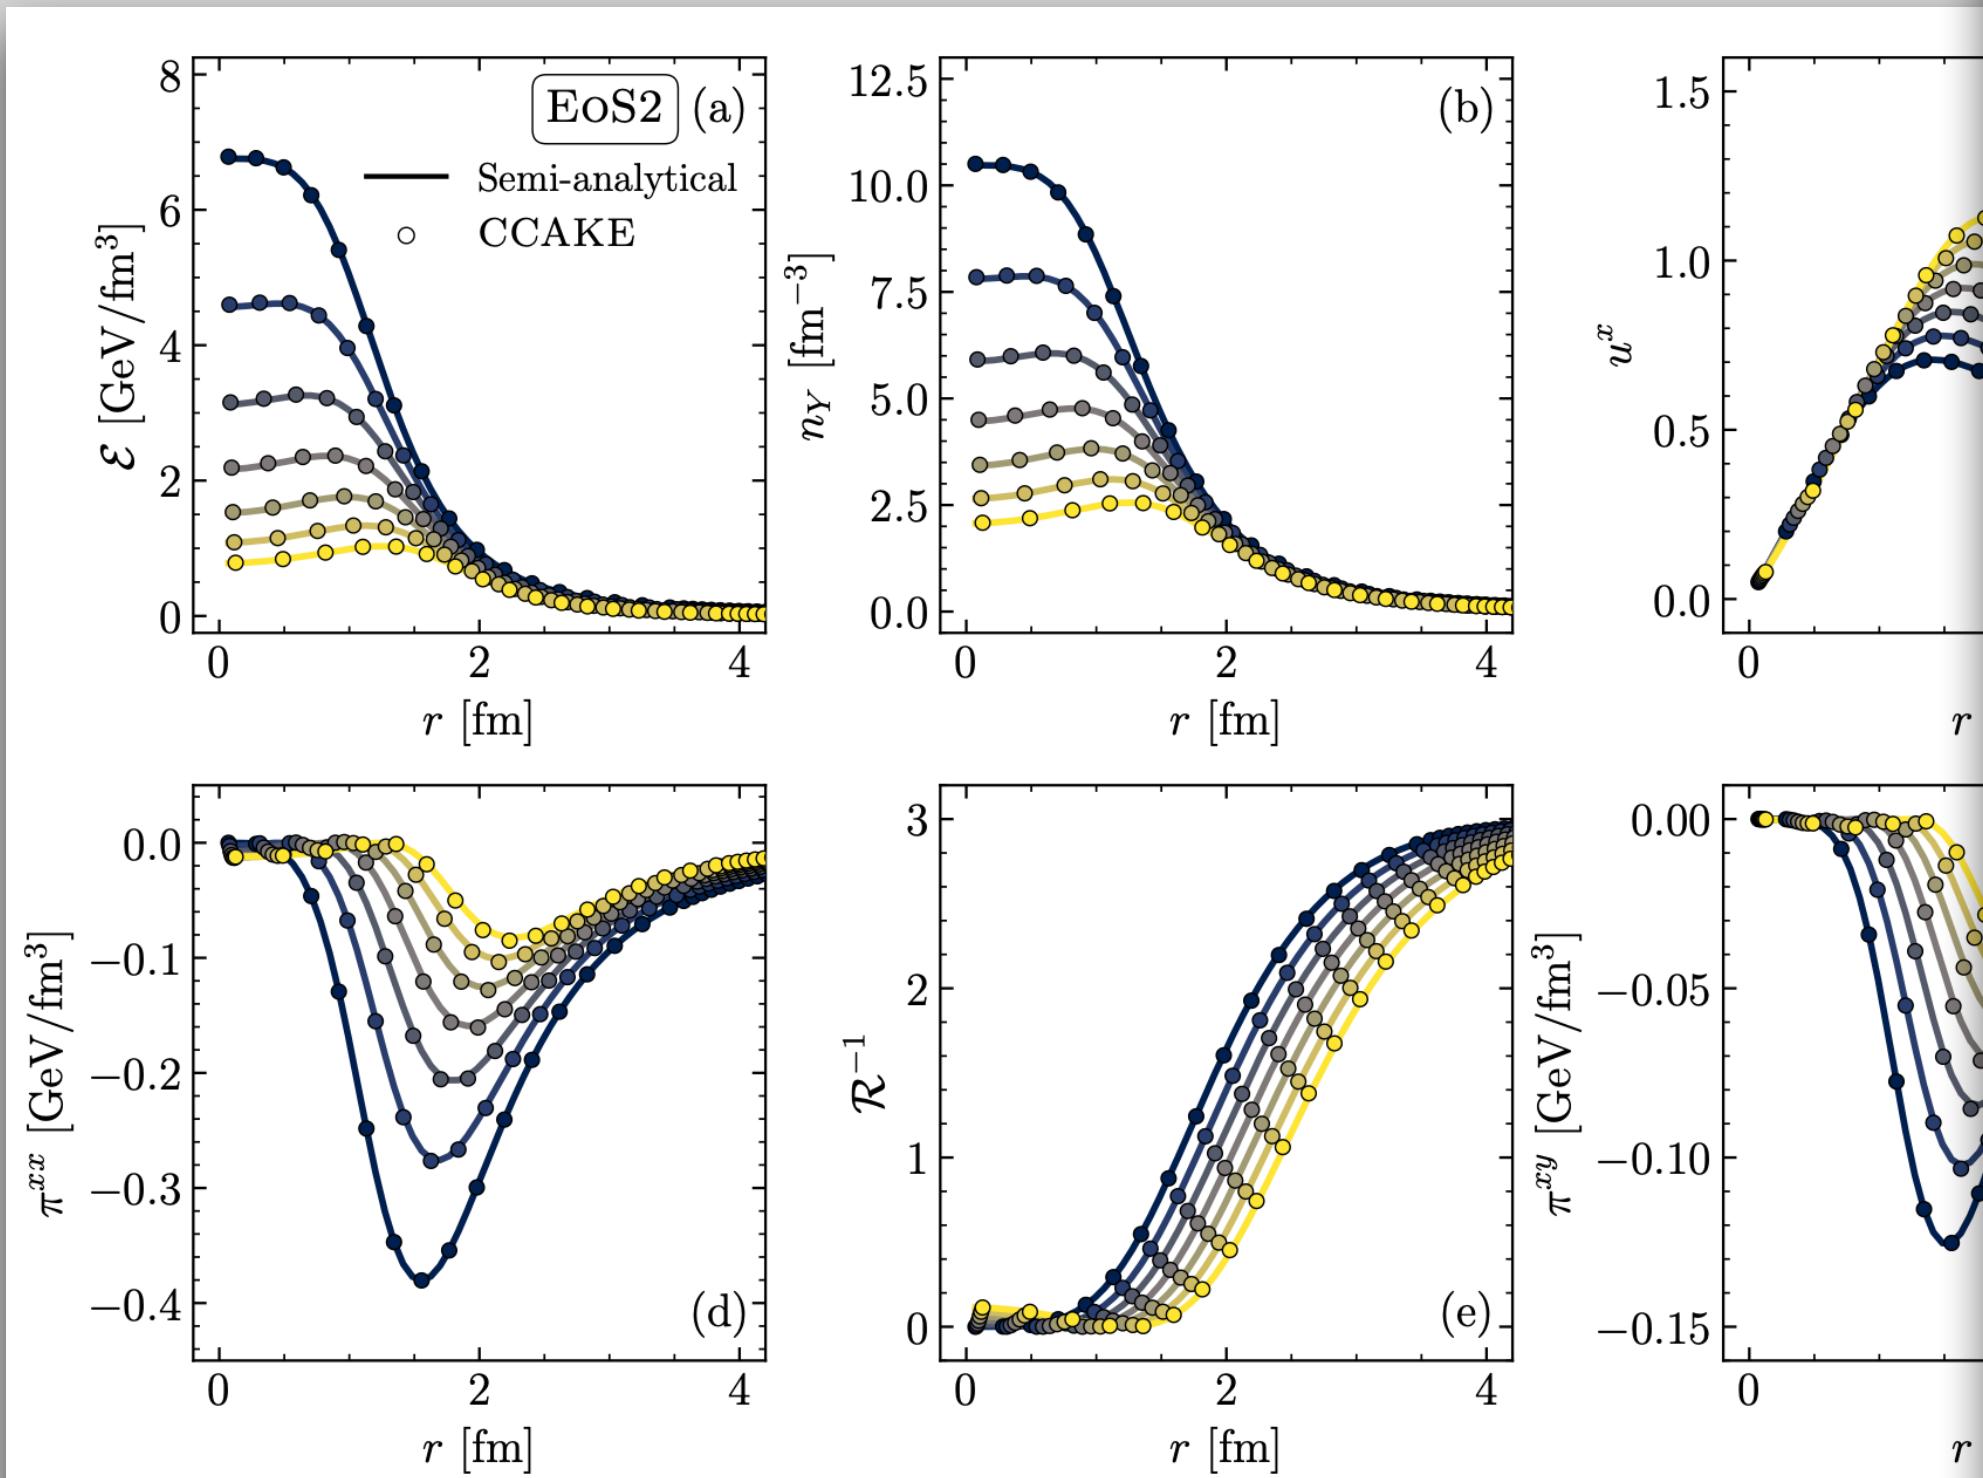 8
6
4
2
0
ℰ [GeV/fm³]
EoS2 (a)
Semi-analytical
CCAKE
0 2 4
r [fm]
12.5
10.0
7.5
5.0
2.5
0.0
n_Y [fm⁻³]
(b)
0 2 4
r [fm]
1.5
1.0
0.5
0.0
uˣ
0
r
0.0
−0.1
−0.2
−0.3
−0.4
πˣˣ [GeV/fm³]
(d)
0 2 4
r [fm]
3
2
1
0
ℛ⁻¹
(e)
0 2 4
r [fm]
0.00
−0.05
−0.10
−0.15
πˣʸ [GeV/fm³]
0
r